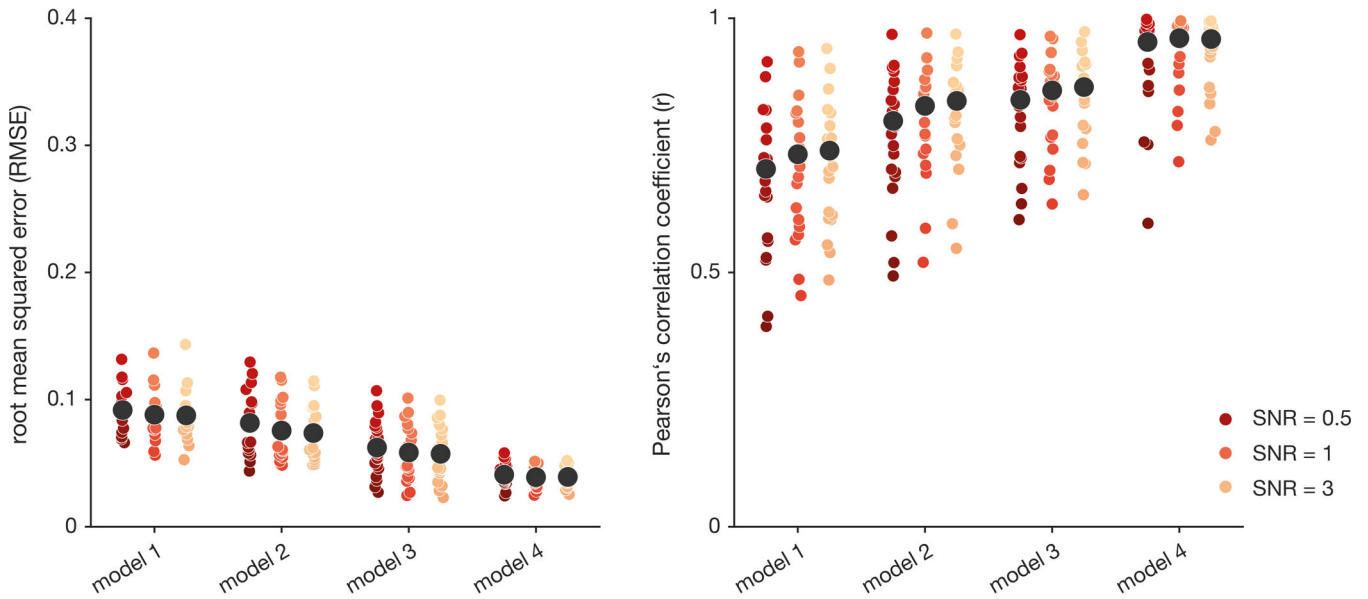 root mean squared error (RMSE)
0.4
0.3
0.2
0.1
0
model 1
model 2
model 3
model 4
Pearson‘s correlation coefficient (r)
1
0.5
0
model 1
model 2
model 3
model 4
SNR = 0.5
SNR = 1
SNR = 3